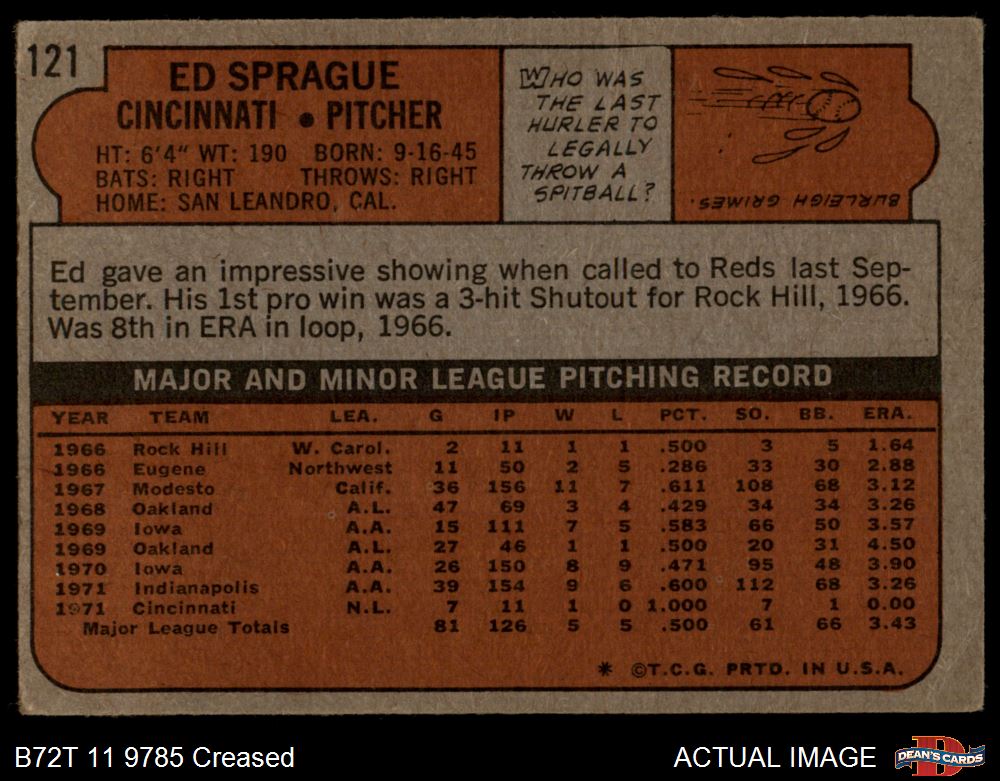 121
ED SPRAGUE
CINCINNATI • PITCHER
HT: 6'4" WT: 190 BORN: 9-16-45
BATS: RIGHT THROWS: RIGHT
HOME: SAN LEANDRO, CAL.
WHO WAS
THE LAST
HURLER TO
LEGALLY
THROW A
SPITBALL?
BURLEIGH GRIMES.
Ed gave an impressive showing when called to Reds last Sep-
tember. His 1st pro win was a 3-hit Shutout for Rock Hill, 1966.
Was 8th in ERA in loop, 1966.
MAJOR AND MINOR LEAGUE PITCHING RECORD
YEAR TEAM LEA. G IP W L PCT. SO. BB. ERA.
1966 Rock Hill W. Carol. 2 11 1 1 .500 3 5 1.64
1966 Eugene Northwest 11 50 2 5 .286 33 30 2.88
1967 Modesto Calif. 36 156 11 7 .611 108 68 3.12
1968 Oakland A.L. 47 69 3 4 .429 34 34 3.26
1969 Iowa A.A. 15 111 7 5 .583 66 50 3.57
1969 Oakland A.L. 27 46 1 1 .500 20 31 4.50
1970 Iowa A.A. 26 150 8 9 .471 95 48 3.90
1971 Indianapolis A.A. 39 154 9 6 .600 112 68 3.26
1971 Cincinnati N.L. 7 11 1 0 1.000 7 1 0.00
Major League Totals 81 126 5 5 .500 61 66 3.43
* ©T.C.G. PRTD. IN U.S.A.
B72T 11 9785 Creased
ACTUAL IMAGE
D
DEAN'S CARDS